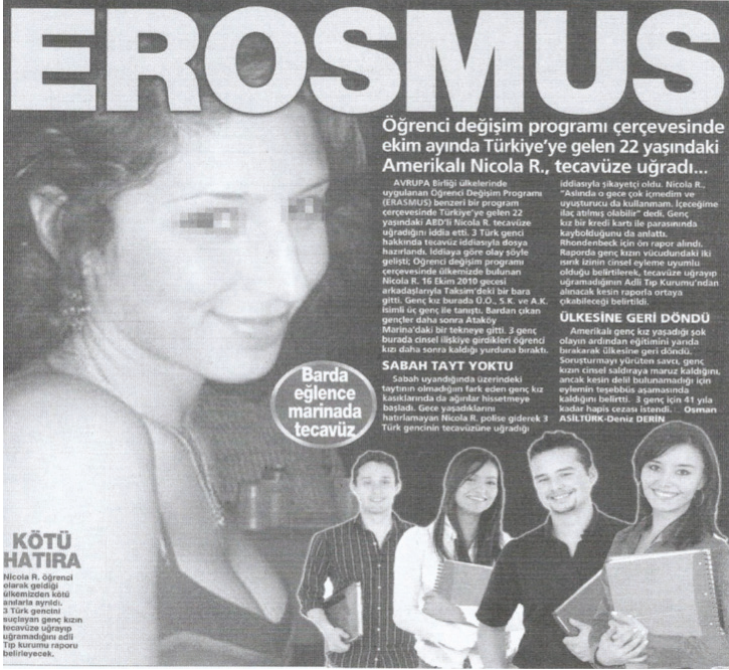 EROSMUS
Öğrenci değişim programı çerçevesinde
ekim ayında Türkiye'ye gelen 22 yaşındaki
Amerikalı Nicola R., tecavüze uğradı...
AVRUPA Birliği ülkelerinde
uygulanan Öğrenci Değişim Programı
(ERASMUS) benzeri bir program
çerçevesinde Türkiye'ye gelen 22
yaşındaki ABD'li Nicola R. tecavüze
uğradığını iddia etti. 3 Türk genci
hakkında tecavüz iddiasıyla dosya
hazırlandı. İddiaya göre olay şöyle
gelişti; Öğrenci değişim programı
çerçevesinde ülkemizde bulunan
Nicola R. 16 Ekim 2010 gecesi
arkadaşlarıyla Taksim'deki bir bara
gitti. Genç kız burada Ü.O., S.K. ve A.K.
isimli üç genç ile tanıştı. Bardan çıkan
gençler daha sonra Ataköy
Marina'daki bir tekneye gitti. 3 genç
burada cinsel ilişkiye girdikleri öğrenci
kızı daha sonra kaldığı yurduna bıraktı.
SABAH TAYT YOKTU
Sabah uyandığında üzerindeki
taytının olmadığını fark eden genç kız
kasıklarında da ağrılar hissetmeye
başladı. Gece yaşadıklarını
hatırlamayan Nicola R. polise giderek 3
Türk gencinin tecavüzüne uğradığı
iddiasıyla şikayetçi oldu. Nicola R.,
"Aslında o gece çok içmedim ve
uyuşturucu da kullanmam. İçeceğime
ilaç atılmış olabilir" dedi. Genç
kız bir kredi kartı ile parasınında
kaybolduğunu da anlattı.
Rhondenbeck için ön rapor alındı.
Raporda genç kızın vücudundaki iki
ısırık izinin cinsel eyleme uyumlu
olduğu belirtilerek, tecavüze uğrayıp
uğramadığının Adli Tıp Kurumu'ndan
alınacak kesin raporla ortaya
çıkabileceği belirtildi.
ÜLKESİNE GERİ DÖNDÜ
Amerikalı genç kız yaşadığı şok
olayın ardından eğitimini yarıda
bırakarak ülkesine geri döndü.
Soruşturmayı yürüten savcı, genç
kızın cinsel saldıraya maruz kaldığını,
ancak kesin delil bulunamadığı için
eylemin teşebbüs aşamasında
kaldığını belirtti. 3 genç için 41 yıla
kadar hapis cezası istendi. Osman
ASİLTÜRK-Deniz DERİN
Barda
eğlence
marinada
tecavüz
KÖTÜ
HATIRA
Nicola R. öğrenci
olarak geldiği
ülkemizden kötü
anılarla ayrıldı.
3 Türk gencini
suçlayan genç kızın
tecavüze uğrayıp
uğramadığını adli
Tıp kurumu raporu
belirleyecek.